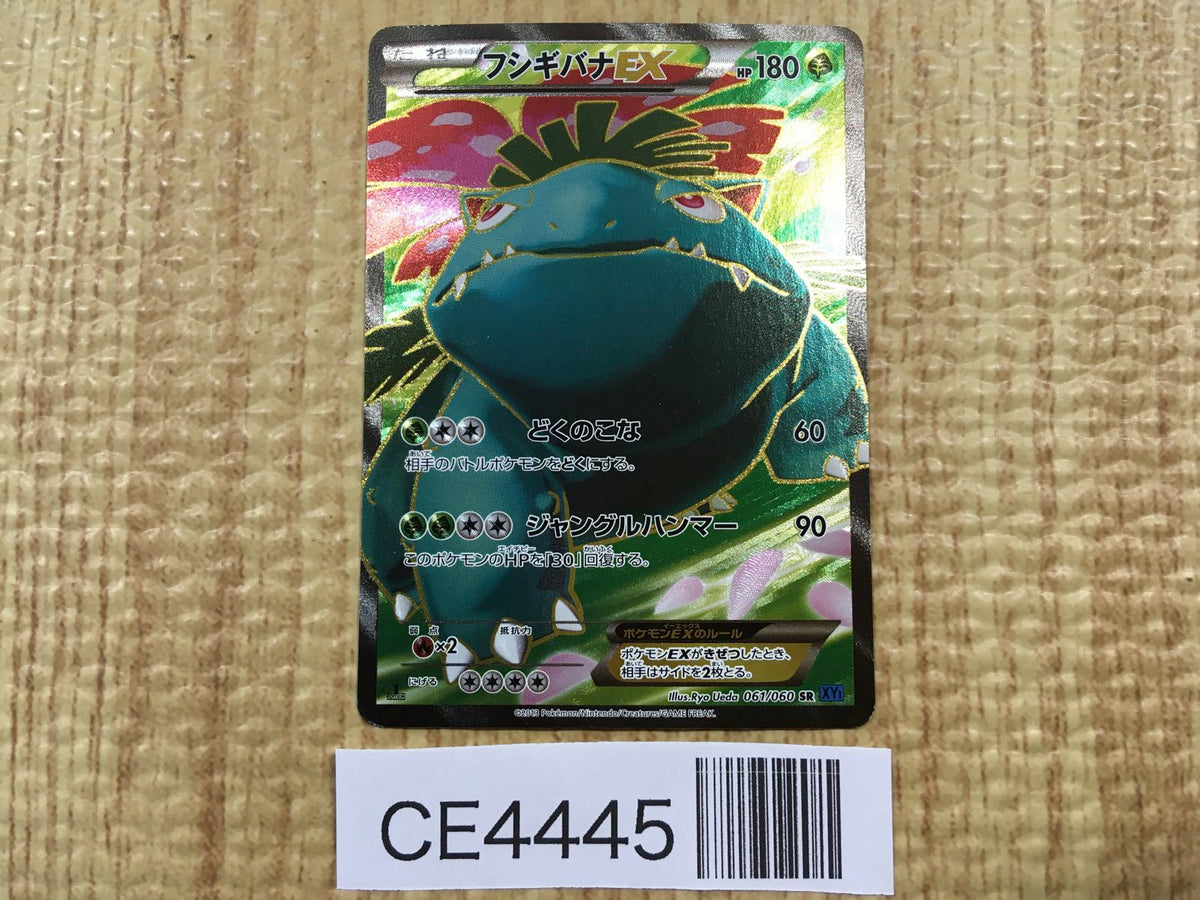 たね フシギバナEX HP180
どくのこな 60
相手のバトルポケモンをどくにする。
ジャングルハンマー 90
このポケモンのHPを「30」回復する。
弱点 抵抗力
×2
にげる
ポケモンEXのルール
ポケモンEXがきぜつしたとき、
相手はサイドを2枚とる。
Illus.Ryo Ueda 061/060 SR XY1
©2013 Pokémon/Nintendo/Creatures/GAME FREAK.
CE4445